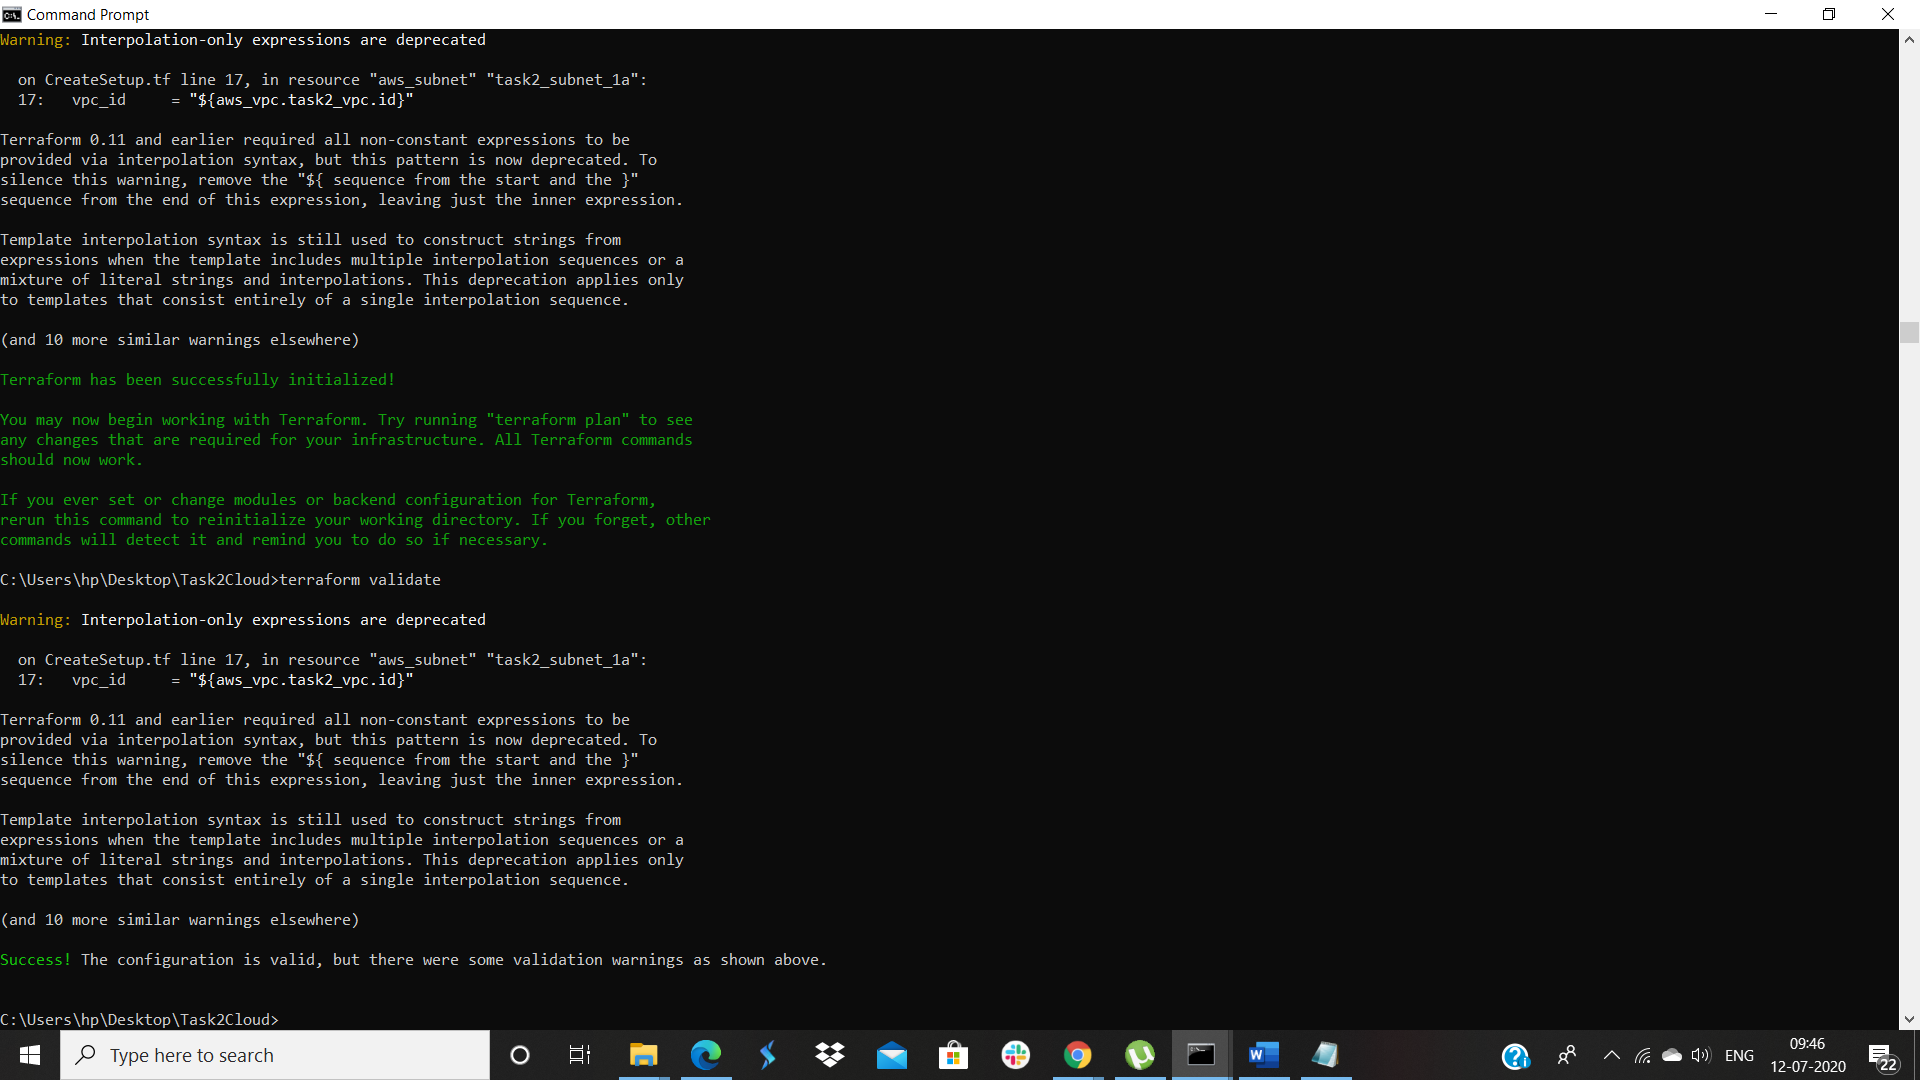 Command Prompt
Warning: Interpolation-only expressions are deprecated
on CreateSetup.tf line 17, in resource "aws_subnet" "task2_subnet_1a":
17:   vpc_id     = "${aws_vpc.task2_vpc.id}"
Terraform 0.11 and earlier required all non-constant expressions to be
provided via interpolation syntax, but this pattern is now deprecated. To
silence this warning, remove the "${ sequence from the start and the }"
sequence from the end of this expression, leaving just the inner expression.
Template interpolation syntax is still used to construct strings from
expressions when the template includes multiple interpolation sequences or a
mixture of literal strings and interpolations. This deprecation applies only
to templates that consist entirely of a single interpolation sequence.
(and 10 more similar warnings elsewhere)
Terraform has been successfully initialized!
You may now begin working with Terraform. Try running "terraform plan" to see
any changes that are required for your infrastructure. All Terraform commands
should now work.
If you ever set or change modules or backend configuration for Terraform,
rerun this command to reinitialize your working directory. If you forget, other
commands will detect it and remind you to do so if necessary.
C:\Users\hp\Desktop\Task2Cloud>terraform validate
Warning: Interpolation-only expressions are deprecated
on CreateSetup.tf line 17, in resource "aws_subnet" "task2_subnet_1a":
17:   vpc_id     = "${aws_vpc.task2_vpc.id}"
Terraform 0.11 and earlier required all non-constant expressions to be
provided via interpolation syntax, but this pattern is now deprecated. To
silence this warning, remove the "${ sequence from the start and the }"
sequence from the end of this expression, leaving just the inner expression.
Template interpolation syntax is still used to construct strings from
expressions when the template includes multiple interpolation sequences or a
mixture of literal strings and interpolations. This deprecation applies only
to templates that consist entirely of a single interpolation sequence.
(and 10 more similar warnings elsewhere)
Success! The configuration is valid, but there were some validation warnings as shown above.
C:\Users\hp\Desktop\Task2Cloud>
Type here to search
ENG
09:46
12-07-2020
22